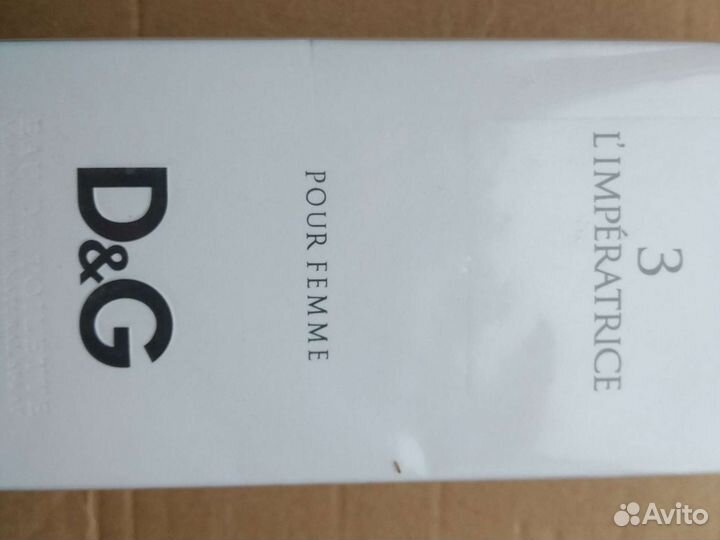 3
L'IMPÉRATRICE
POUR FEMME
D&G
Avito